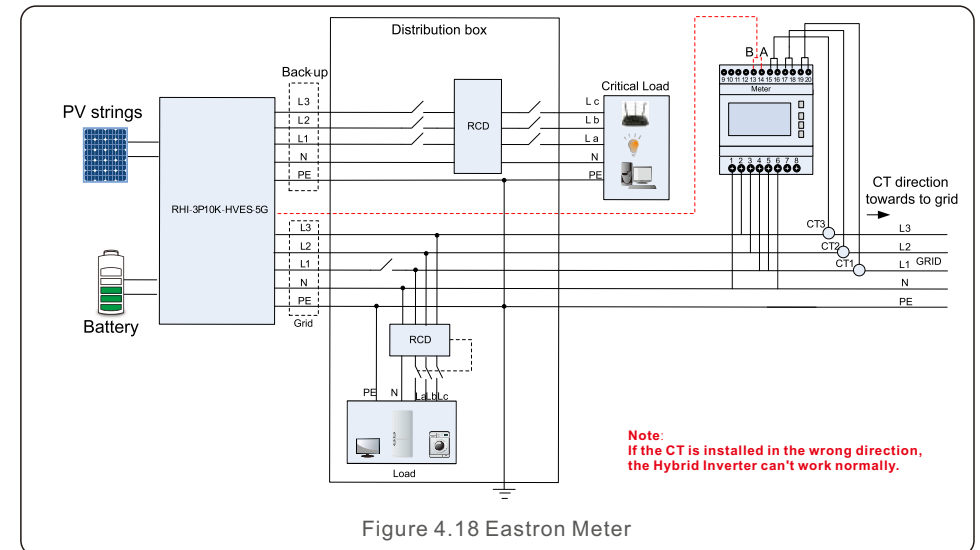 Distribution box
B A
9 10 11 12 13 14 15 16 17 18 19 20
Meter
1 2 3 4 5 6 7 8
Back-up
PV strings
L3
L2
L1
N
PE
RCD
Critical Load
L c
L b
L a
N
PE
RHI-3P10K-HVES-5G
CT direction
towards to grid
CT3
CT2
CT1
L3
L2
L1 GRID
N
PE
L3
L2
L1
N
PE
Grid
Battery
RCD
PE N LaLbLc
Load
Note:
If the CT is installed in the wrong direction,
the Hybrid Inverter can't work normally.
Figure 4.18 Eastron Meter